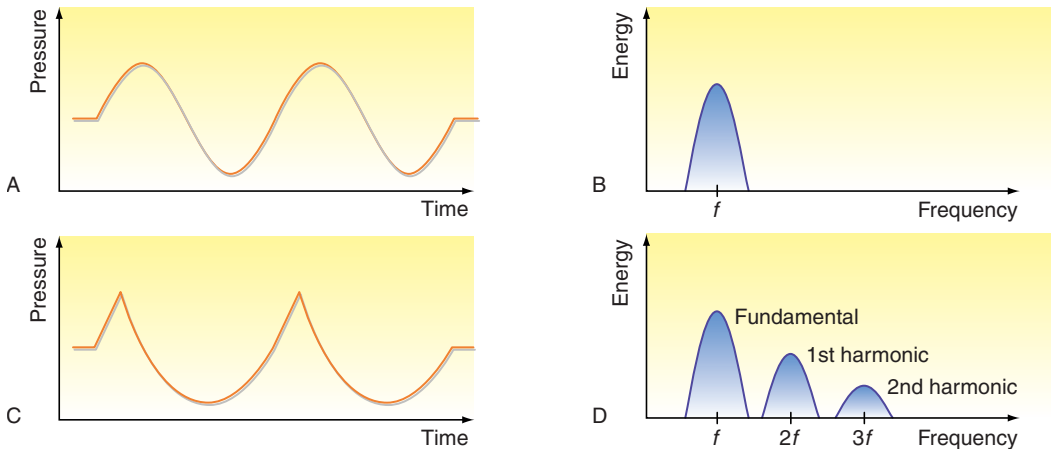 Pressure
A
Time
Energy
B
f
Frequency
Pressure
C
Time
Energy
Fundamental
1st harmonic
2nd harmonic
D
f 2f 3f Frequency